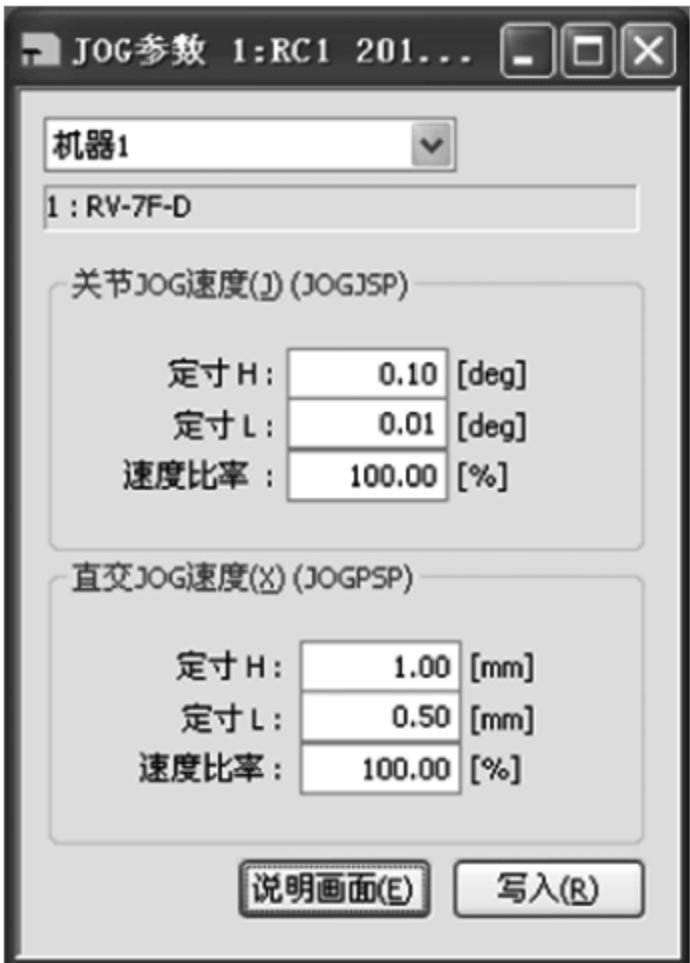 JOG参数 1:RC1 201...
机器1
1 : RV-7F-D
关节JOG速度(J) (JOGJSP)
定寸 H : 0.10 [deg]
定寸 L : 0.01 [deg]
速度比率 : 100.00 [%]
直交JOG速度(X) (JOGPSP)
定寸 H : 1.00 [mm]
定寸 L : 0.50 [mm]
速度比率 : 100.00 [%]
说明画面(E) 写入(R)